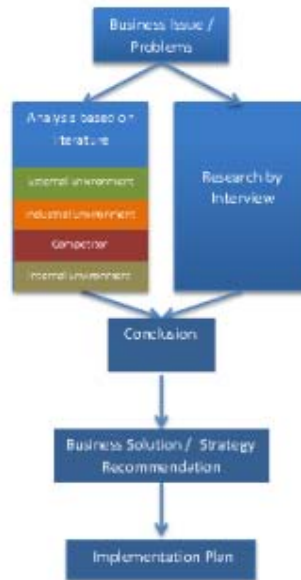 Business Issue /
Problems
Analysis based on
literature
External Environment
Industrial Environment
Competitor
Internal Environment
Research by
Interview
Conclusion
Business Solution / Strategy
Recommendation
Implementation Plan